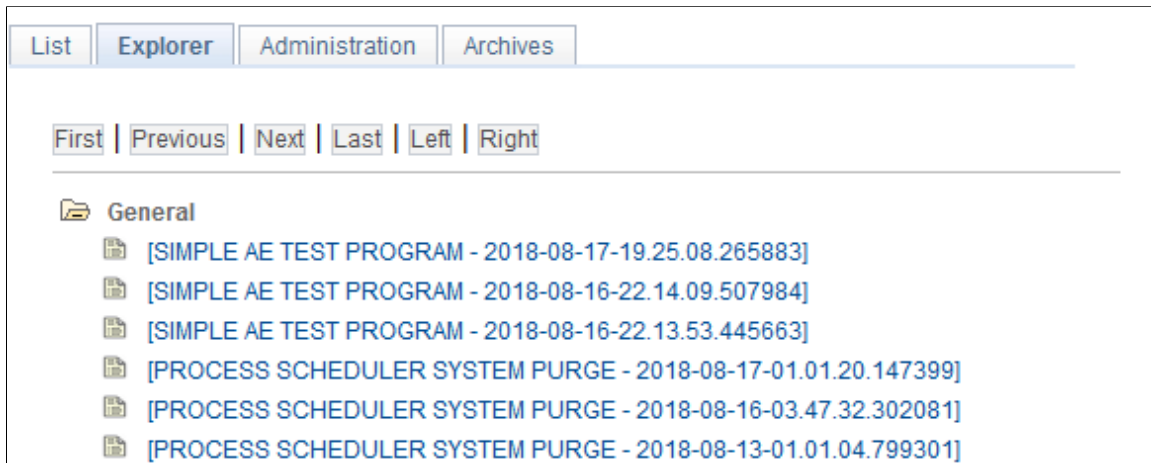 List Explorer Administration Archives
First | Previous | Next | Last | Left | Right
General
[SIMPLE AE TEST PROGRAM - 2018-08-17-19.25.08.265883]
[SIMPLE AE TEST PROGRAM - 2018-08-16-22.14.09.507984]
[SIMPLE AE TEST PROGRAM - 2018-08-16-22.13.53.445663]
[PROCESS SCHEDULER SYSTEM PURGE - 2018-08-17-01.01.20.147399]
[PROCESS SCHEDULER SYSTEM PURGE - 2018-08-16-03.47.32.302081]
[PROCESS SCHEDULER SYSTEM PURGE - 2018-08-13-01.01.04.799301]